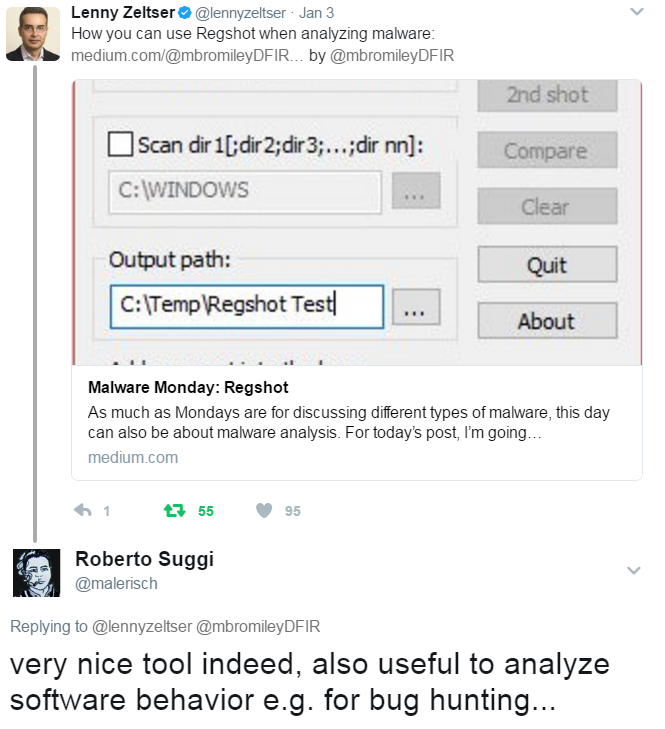 Lenny Zeltser @lennyzeltser · Jan 3
How you can use Regshot when analyzing malware:
medium.com/@mbromileyDFIR… by @mbromileyDFIR
2nd shot
Scan dir1[;dir2;dir3;...;dir nn]:
Compare
C:\WINDOWS
...
Clear
Output path:
Quit
C:\Temp\Regshot Test
...
About
Malware Monday: Regshot
As much as Mondays are for discussing different types of malware, this day
can also be about malware analysis. For today's post, I'm going…
medium.com
1 55 95
Roberto Suggi
@malerisch
Replying to @lennyzeltser @mbromileyDFIR
very nice tool indeed, also useful to analyze
software behavior e.g. for bug hunting...